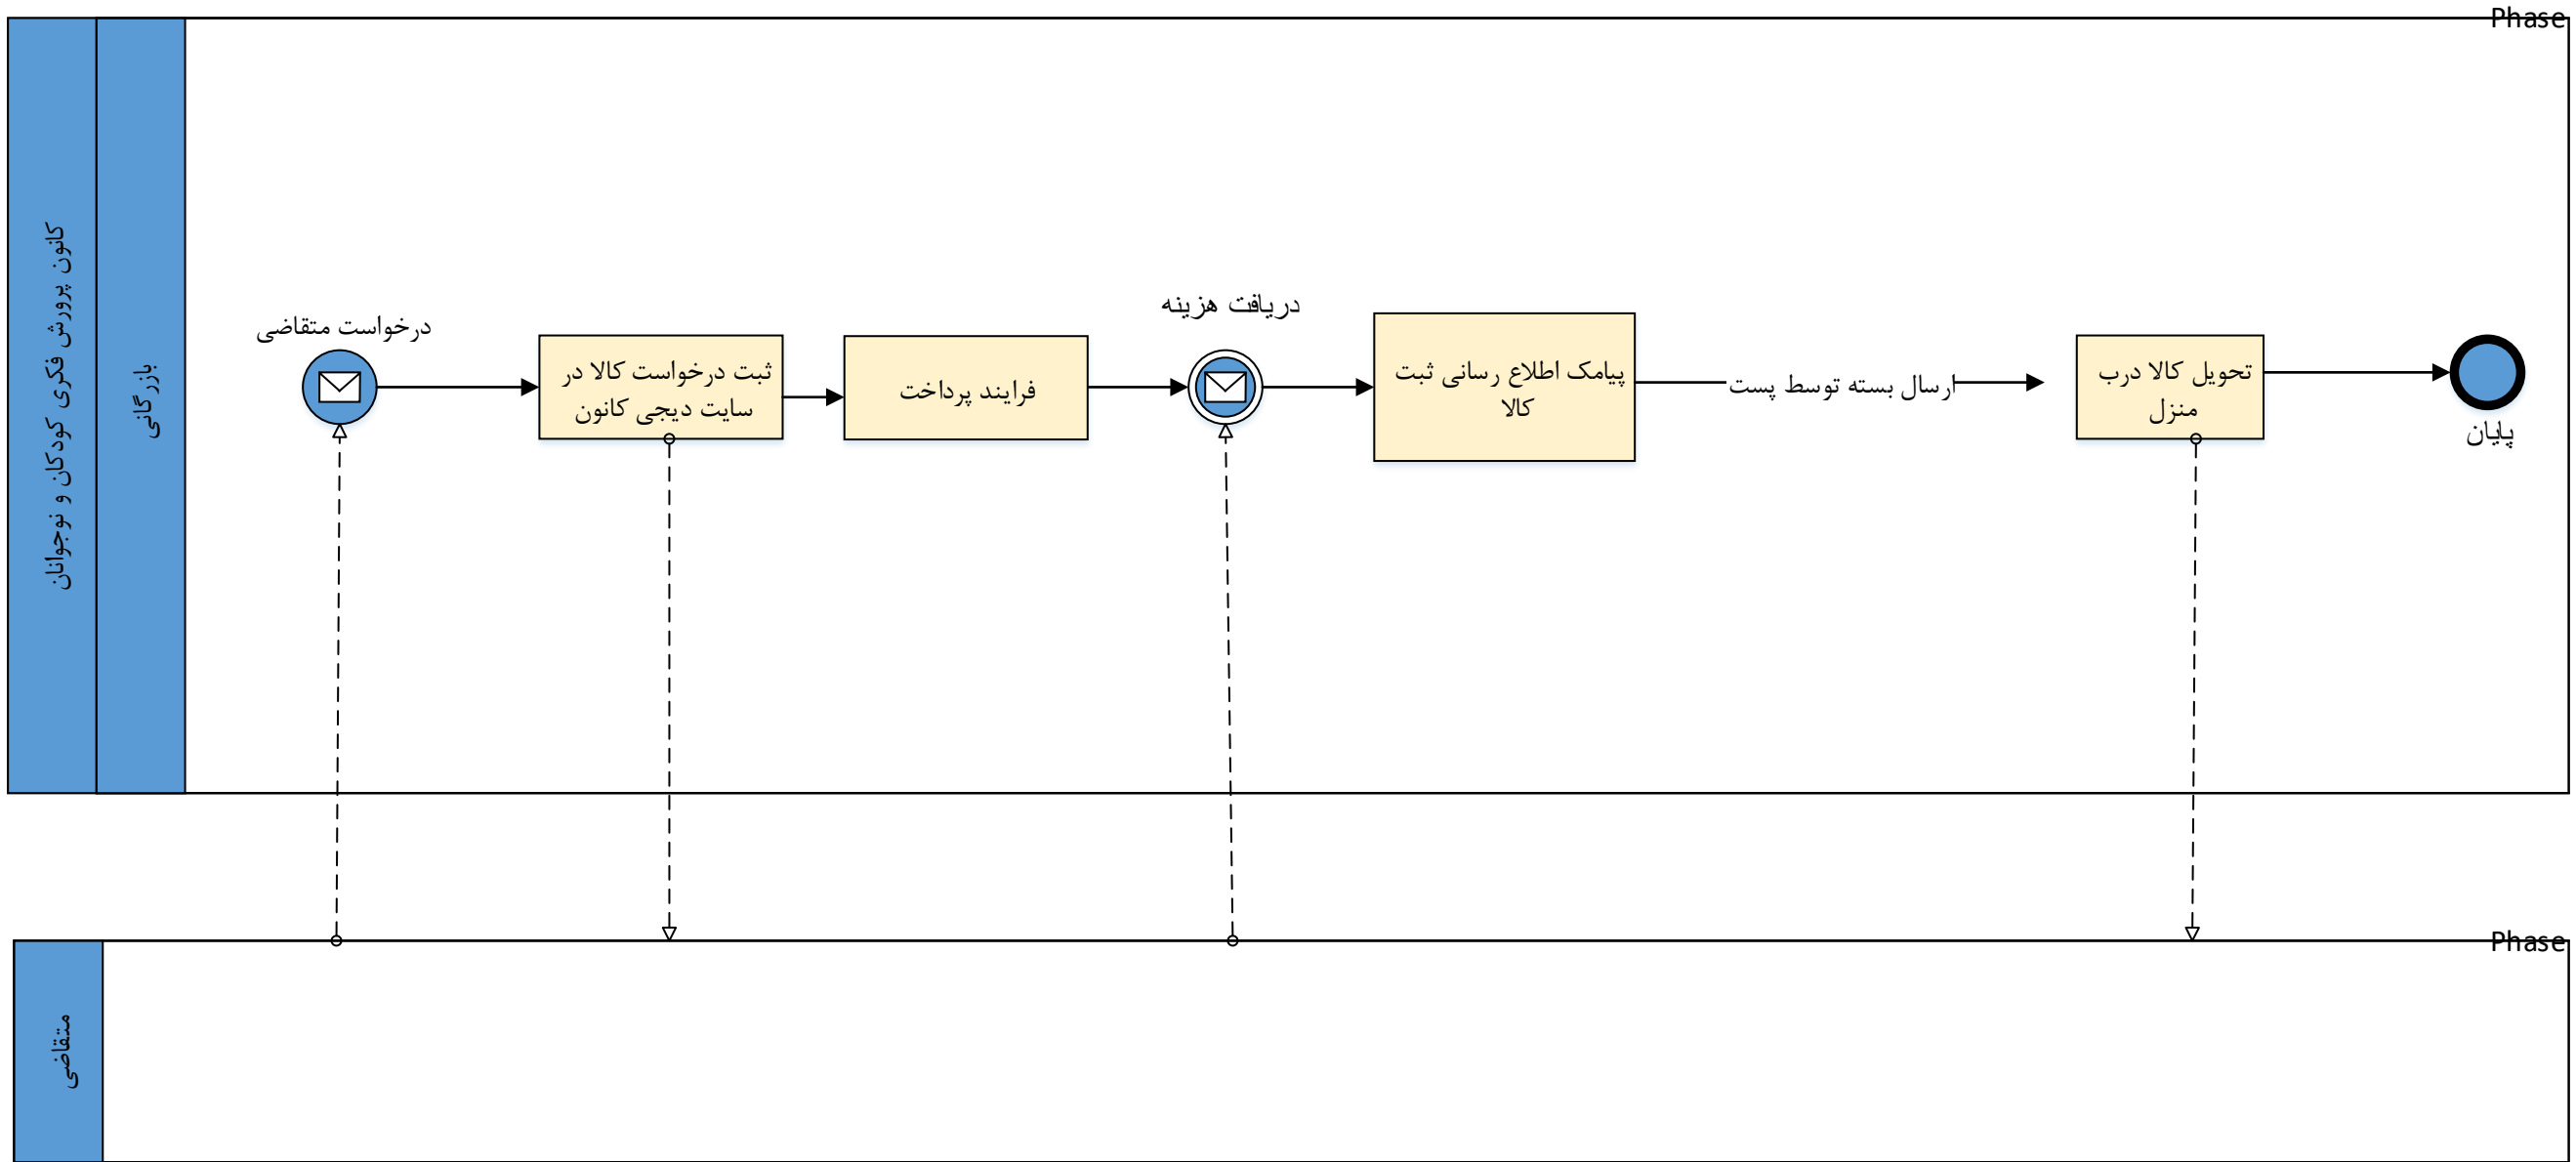 Phase
کانون پرورش فکری کودکان و نوجوانان
بازرگانی
درخواست متقاضی
ثبت درخواست کالا در
سایت دیجی کانون
فرایند پرداخت
دریافت هزینه
پیامک اطلاع رسانی ثبت
کالا
ارسال بسته توسط پست
تحویل کالا درب
منزل
پایان
Phase
متقاضی